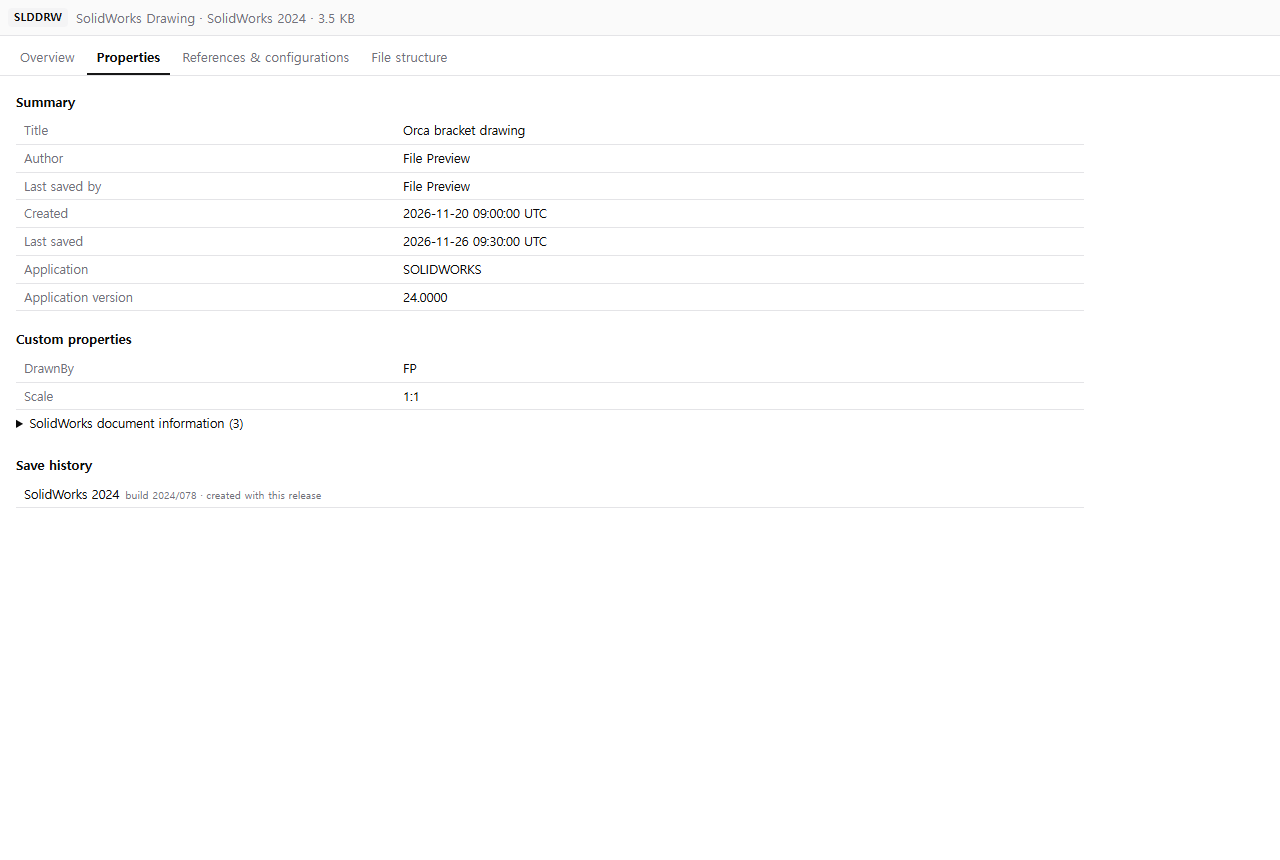 SLDDRW SolidWorks Drawing · SolidWorks 2024 · 3.5 KB
Overview Properties References & configurations File structure
Summary
Title Orca bracket drawing
Author File Preview
Last saved by File Preview
Created 2026-11-20 09:00:00 UTC
Last saved 2026-11-26 09:30:00 UTC
Application SOLIDWORKS
Application version 24.0000
Custom properties
DrawnBy FP
Scale 1:1
SolidWorks document information (3)
Save history
SolidWorks 2024 build 2024/078 · created with this release